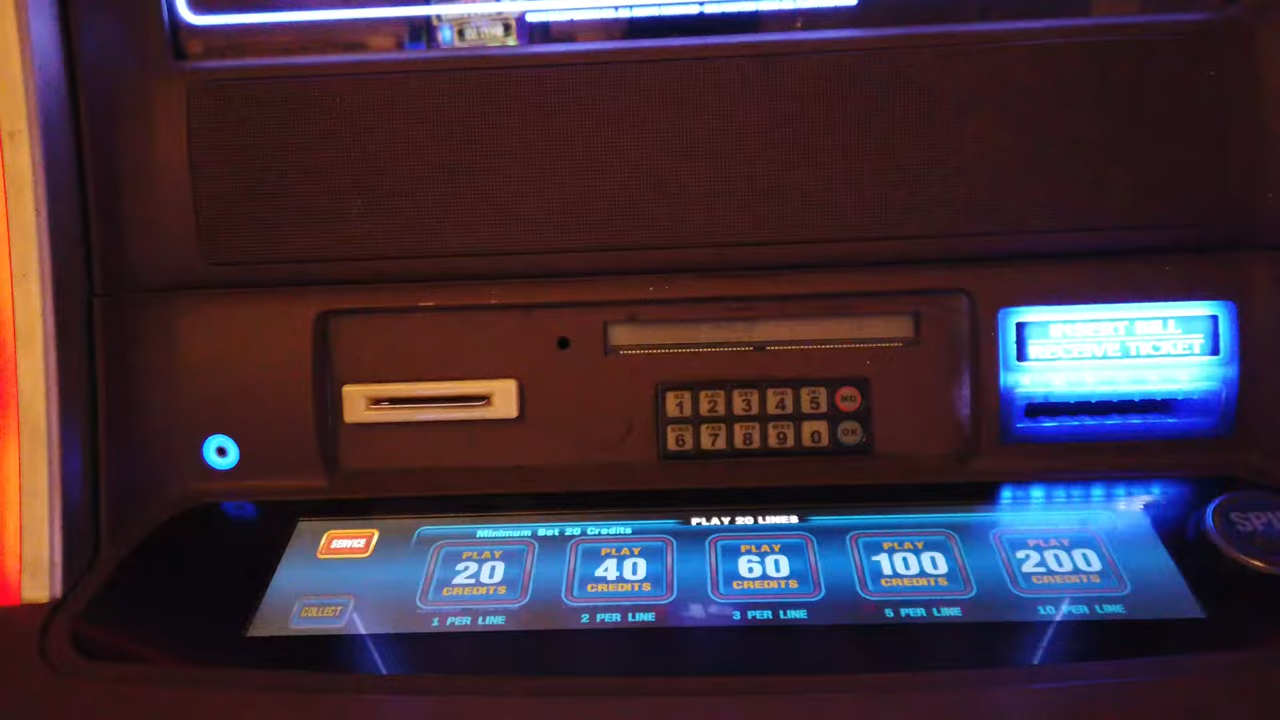 INSERT BILL
RECEIVE TICKET
1 2 3 4 5 NO
6 7 8 9 0 OK
PLAY 20 LINES
Minimum Bet 20 Credits
SERVICE
COLLECT
PLAY
20
CREDITS
1 PER LINE
PLAY
40
CREDITS
2 PER LINE
PLAY
60
CREDITS
3 PER LINE
PLAY
100
CREDITS
5 PER LINE
PLAY
200
CREDITS
10 PER LINE